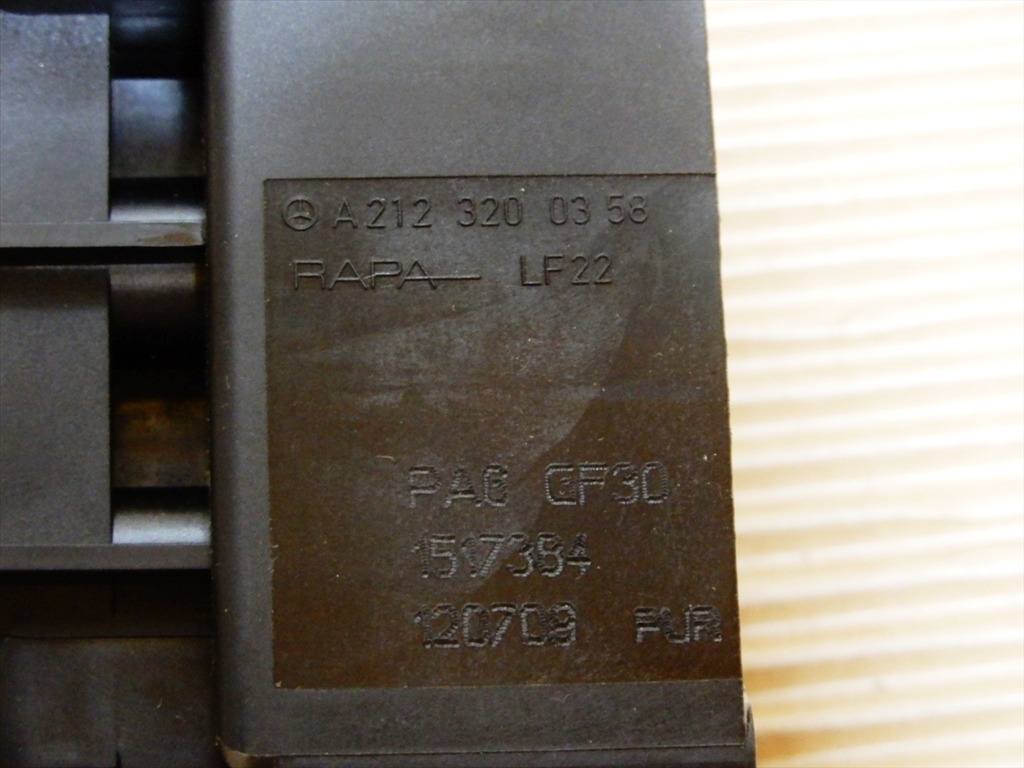 A 212 320 03 58
RAPA LF22
PA6 GF30
1517384
120709 PUR